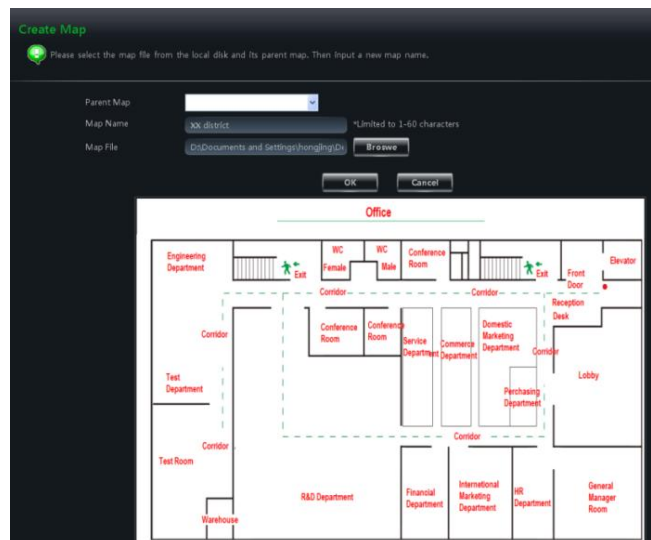 Create Map
Please select the map file from the local disk and its parent map. Then input a new map name.
Parent Map
Map Name
XX district
*Limited to 1-60 characters
Map File
D:\Documents and Settings\hongjing\De
Broswe
OK
Cancel
Office
Engineering
Department
Exit
WC
Female
WC
Male
Conference
Room
Exit
Front
Door
Elevator
Corridor
Corridor
Reception
Desk
Corridor
Conference
Room
Conference
Room
Service
Department
Commerce
Department
Domestic
Marketing
Department
Corridor
Lobby
Test
Department
Perchasing
Department
Corridor
Corridor
Test Room
R&D Department
Financial
Department
International
Marketing
Department
HR
Department
General
Manager
Room
Warehouse